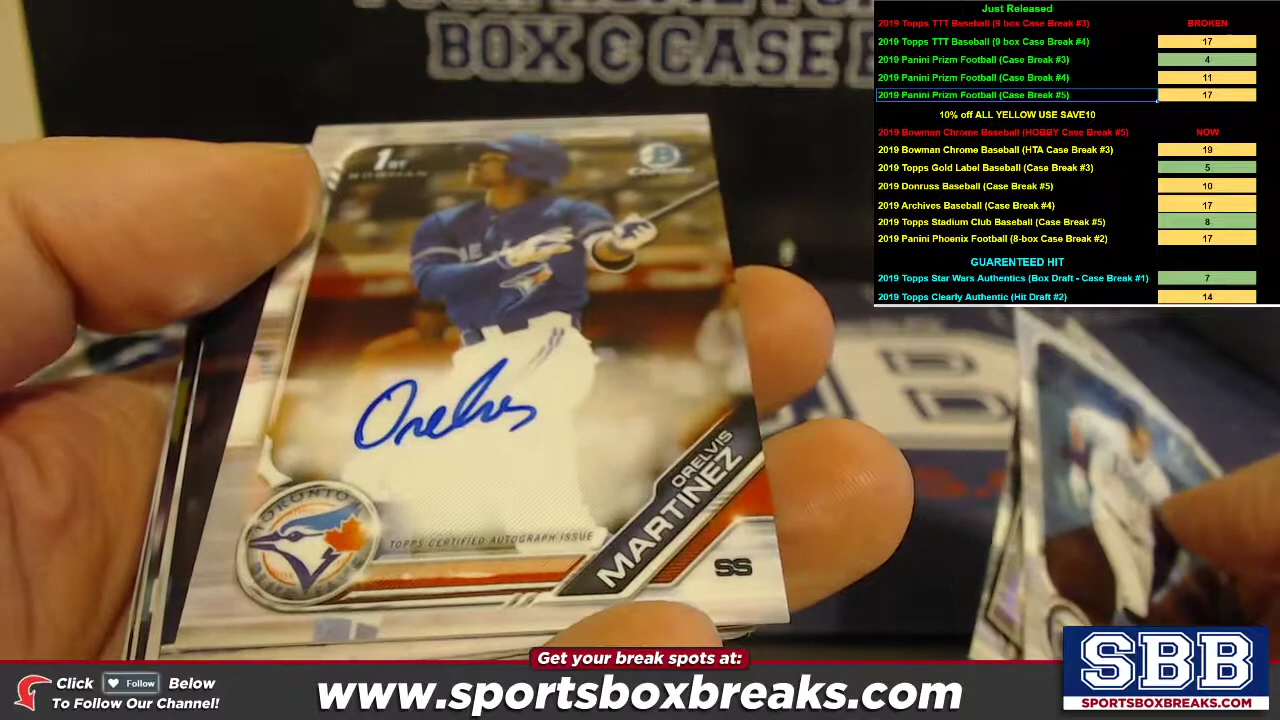 BOX & CASE B
Just Released
2019 Topps TTT Baseball (9 box Case Break #3) BROKEN
2019 Topps TTT Baseball (9 box Case Break #4) 17
2019 Panini Prizm Football (Case Break #3) 4
2019 Panini Prizm Football (Case Break #4) 11
2019 Panini Prizm Football (Case Break #5) 17
10% off ALL YELLOW USE SAVE10
2019 Bowman Chrome Baseball (HOBBY Case Break #5) NOW
2019 Bowman Chrome Baseball (HTA Case Break #3) 19
2019 Topps Gold Label Baseball (Case Break #3) 5
2019 Donruss Baseball (Case Break #5) 10
2019 Archives Baseball (Case Break #4) 17
2019 Topps Stadium Club Baseball (Case Break #5) 8
2019 Panini Phoenix Football (8-box Case Break #2) 17
GUARENTEED HIT
2019 Topps Star Wars Authentics (Box Draft - Case Break #1) 7
2019 Topps Clearly Authentic (Hit Draft #2) 14
1ST
BOWMAN
B
Chrome
Orelvis
TORONTO
BLUE JAYS
TOPPS CERTIFIED AUTOGRAPH ISSUE
ORELVIS
MARTINEZ
SS
Get your break spots at:
Click Follow Below
To Follow Our Channel!
www.sportsboxbreaks.com
SBB
SPORTSBOXBREAKS.COM